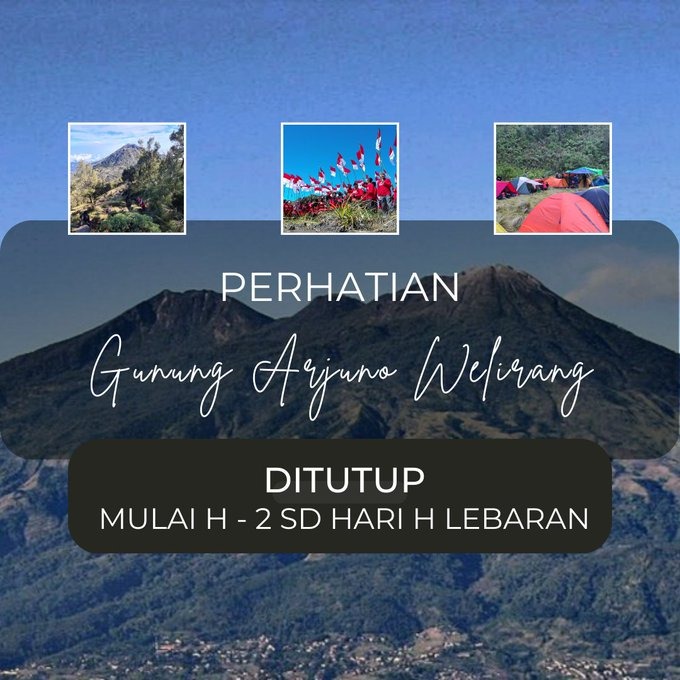 PERHATIAN
Gunung Arjuno Welirang
DITUTUP
MULAI H - 2 SD HARI H LEBARAN